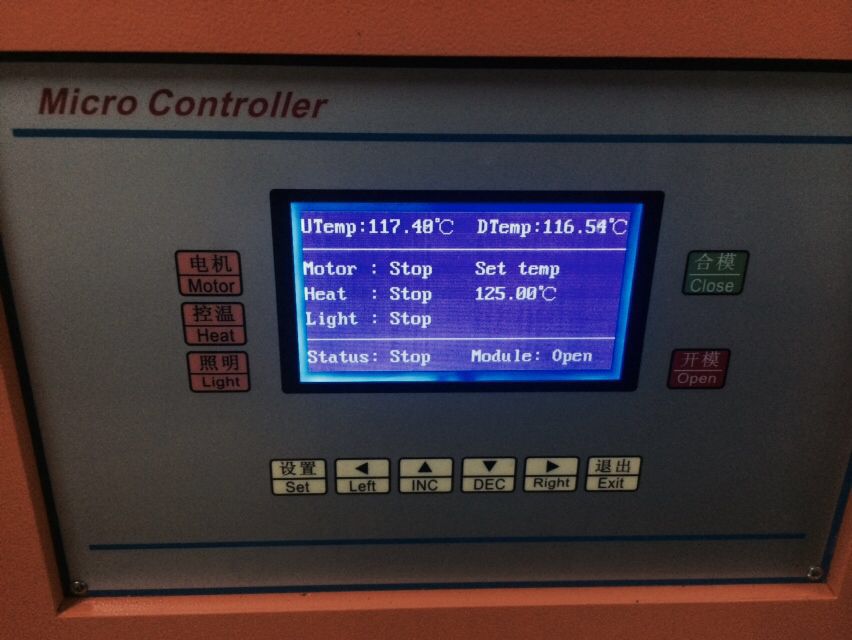 Micro Controller
UTemp:117.40℃ DTemp:116.54℃
Motor : Stop Set temp
Heat : Stop 125.00℃
Light : Stop
Status: Stop Module: Open
电机
Motor
控温
Heat
照明
Light
合模
Close
开模
Open
设置
Set
◀
Left
▲
INC
▼
DEC
▶
Right
退出
Exit